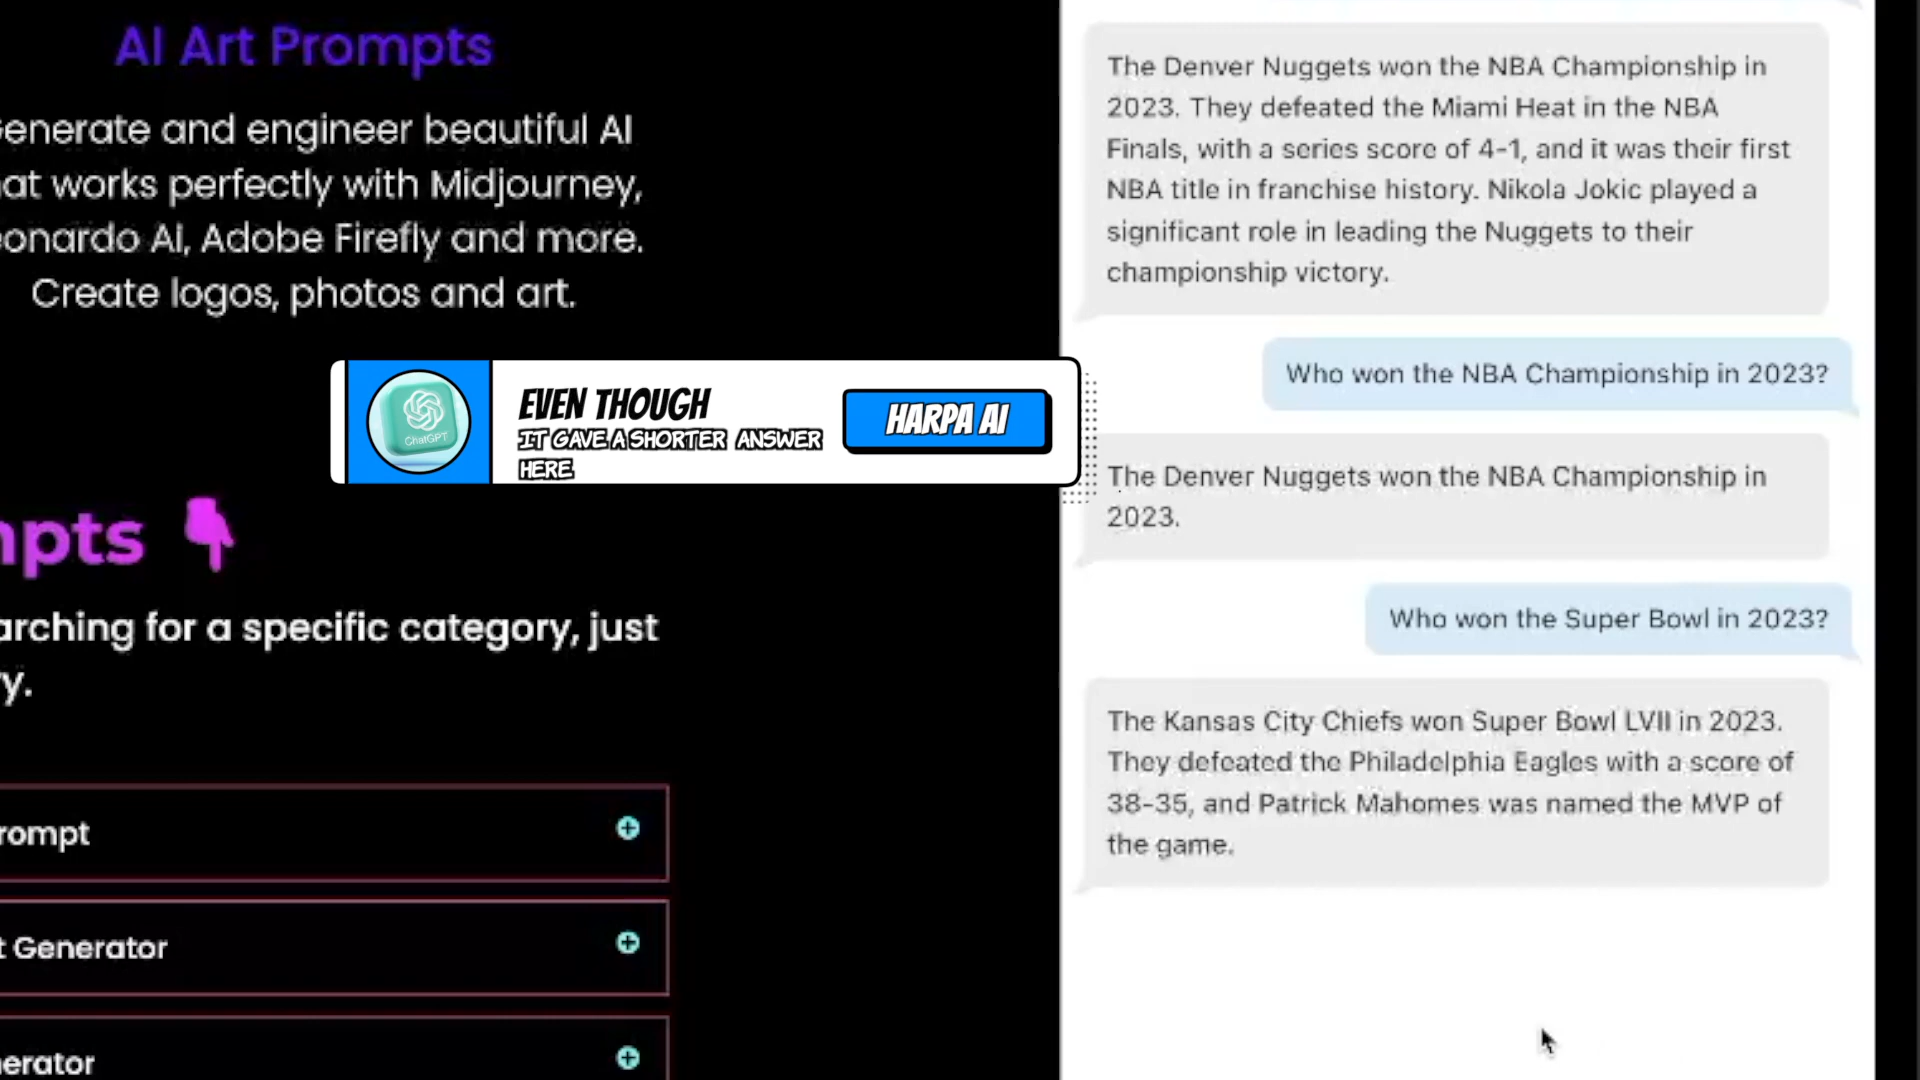 AI Art Prompts
Generate and engineer beautiful AI
hat works perfectly with Midjourney,
eonardo AI, Adobe Firefly and more.
Create logos, photos and art.
mpts
arching for a specific category, just
y.
rompt
t Generator
nerator
EVEN THOUGH
IT GAVE A SHORTER ANSWER
HERE
HARPA AI
ChatGPT
The Denver Nuggets won the NBA Championship in
2023. They defeated the Miami Heat in the NBA
Finals, with a series score of 4-1, and it was their first
NBA title in franchise history. Nikola Jokic played a
significant role in leading the Nuggets to their
championship victory.
Who won the NBA Championship in 2023?
The Denver Nuggets won the NBA Championship in
2023.
Who won the Super Bowl in 2023?
The Kansas City Chiefs won Super Bowl LVII in 2023.
They defeated the Philadelphia Eagles with a score of
38-35, and Patrick Mahomes was named the MVP of
the game.